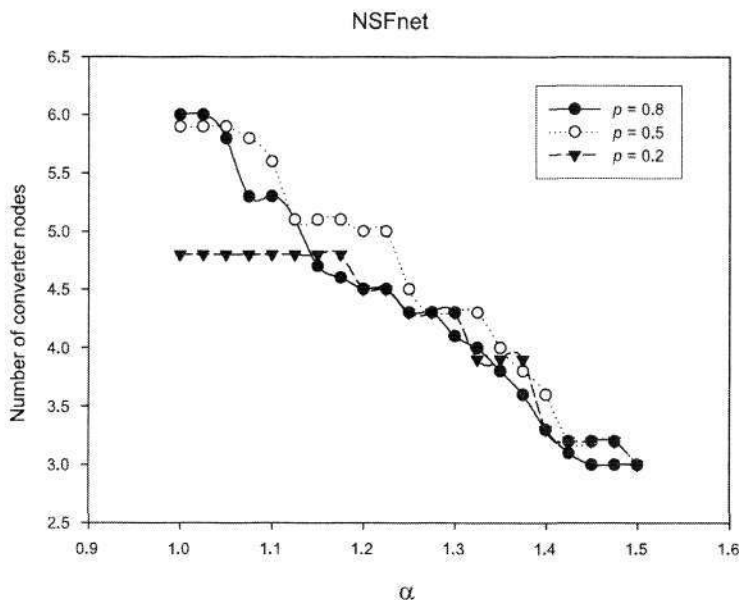 NSFnet
6.5
6.0
5.5
5.0
4.5
4.0
3.5
3.0
2.5
Number of converter nodes
p = 0.8
p = 0.5
p = 0.2
0.9 1.0 1.1 1.2 1.3 1.4 1.5 1.6
α